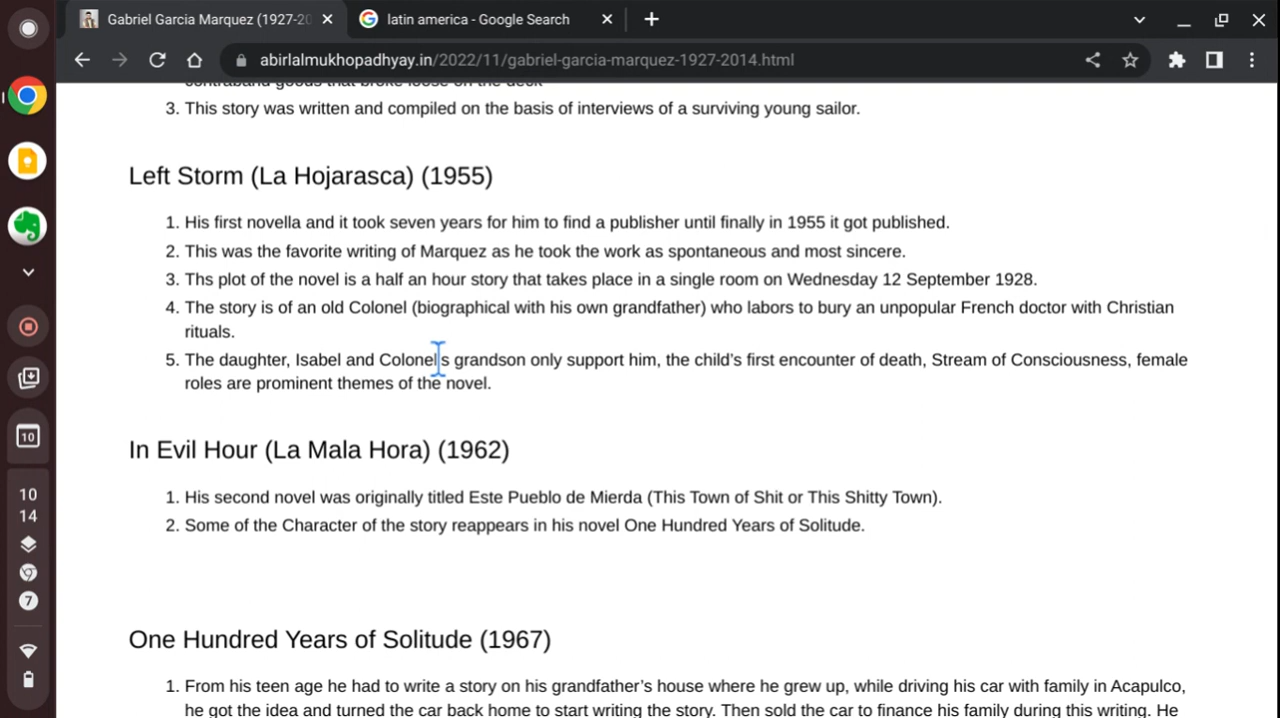 Gabriel Garcia Marquez (1927-20
latin america - Google Search
abirlalmukhopadhyay.in/2022/11/gabriel-garcia-marquez-1927-2014.html
contraband goods that broke loose on the deck
3. This story was written and compiled on the basis of interviews of a surviving young sailor.
Left Storm (La Hojarasca) (1955)
1. His first novella and it took seven years for him to find a publisher until finally in 1955 it got published.
2. This was the favorite writing of Marquez as he took the work as spontaneous and most sincere.
3. Ths plot of the novel is a half an hour story that takes place in a single room on Wednesday 12 September 1928.
4. The story is of an old Colonel (biographical with his own grandfather) who labors to bury an unpopular French doctor with Christian
rituals.
5. The daughter, Isabel and Colonel's grandson only support him, the child's first encounter of death, Stream of Consciousness, female
roles are prominent themes of the novel.
In Evil Hour (La Mala Hora) (1962)
1. His second novel was originally titled Este Pueblo de Mierda (This Town of Shit or This Shitty Town).
2. Some of the Character of the story reappears in his novel One Hundred Years of Solitude.
One Hundred Years of Solitude (1967)
1. From his teen age he had to write a story on his grandfather's house where he grew up, while driving his car with family in Acapulco,
he got the idea and turned the car back home to start writing the story. Then sold the car to finance his family during this writing. He
10
10
14
7